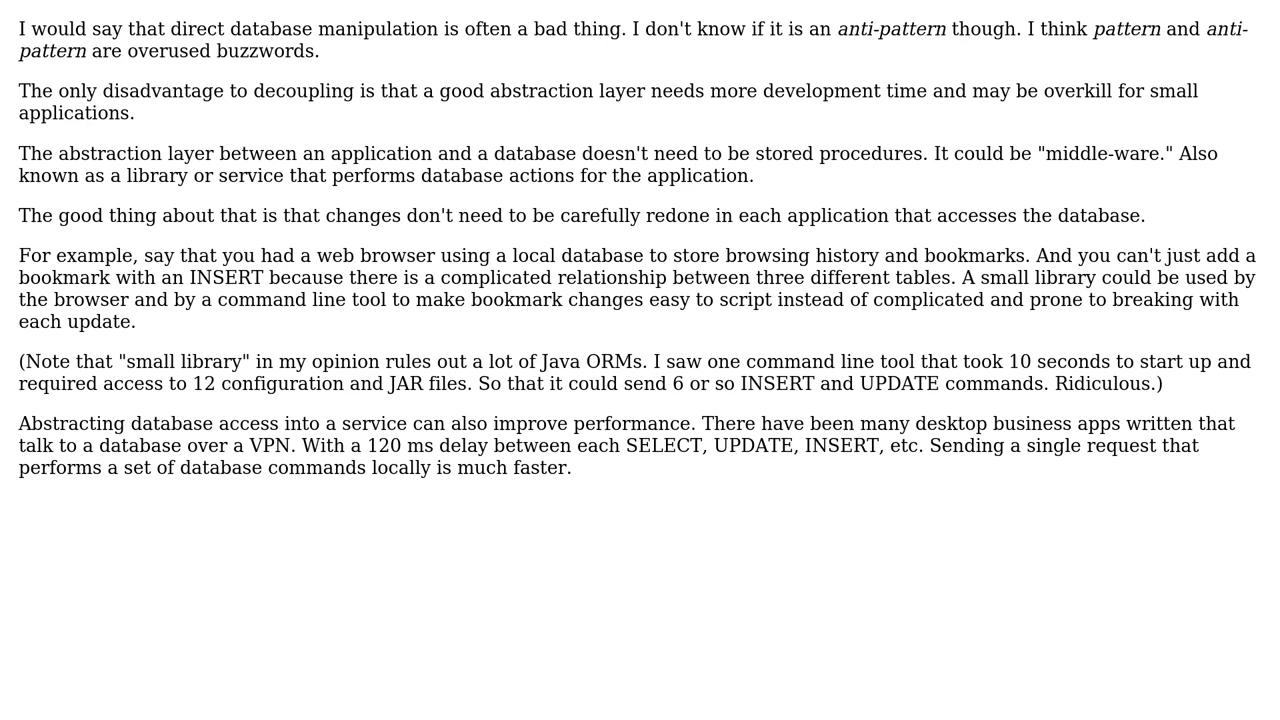 I would say that direct database manipulation is often a bad thing. I don't know if it is an anti-pattern though. I think pattern and anti-
pattern are overused buzzwords.
The only disadvantage to decoupling is that a good abstraction layer needs more development time and may be overkill for small
applications.
The abstraction layer between an application and a database doesn't need to be stored procedures. It could be "middle-ware." Also
known as a library or service that performs database actions for the application.
The good thing about that is that changes don't need to be carefully redone in each application that accesses the database.
For example, say that you had a web browser using a local database to store browsing history and bookmarks. And you can't just add a
bookmark with an INSERT because there is a complicated relationship between three different tables. A small library could be used by
the browser and by a command line tool to make bookmark changes easy to script instead of complicated and prone to breaking with
each update.
(Note that "small library" in my opinion rules out a lot of Java ORMs. I saw one command line tool that took 10 seconds to start up and
required access to 12 configuration and JAR files. So that it could send 6 or so INSERT and UPDATE commands. Ridiculous.)
Abstracting database access into a service can also improve performance. There have been many desktop business apps written that
talk to a database over a VPN. With a 120 ms delay between each SELECT, UPDATE, INSERT, etc. Sending a single request that
performs a set of database commands locally is much faster.